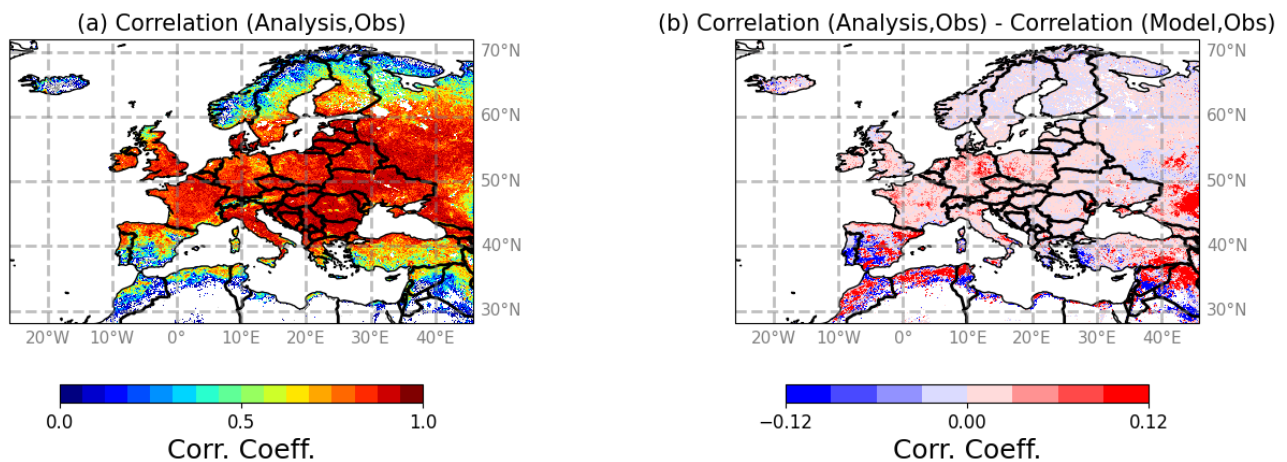 (a) Correlation (Analysis,Obs)
70°N
60°N
50°N
40°N
30°N
20°W 10°W 0° 10°E 20°E 30°E 40°E
0.0 0.5 1.0
Corr. Coeff.
(b) Correlation (Analysis,Obs) - Correlation (Model,Obs)
70°N
60°N
50°N
40°N
30°N
20°W 10°W 0° 10°E 20°E 30°E 40°E
−0.12 0.00 0.12
Corr. Coeff.